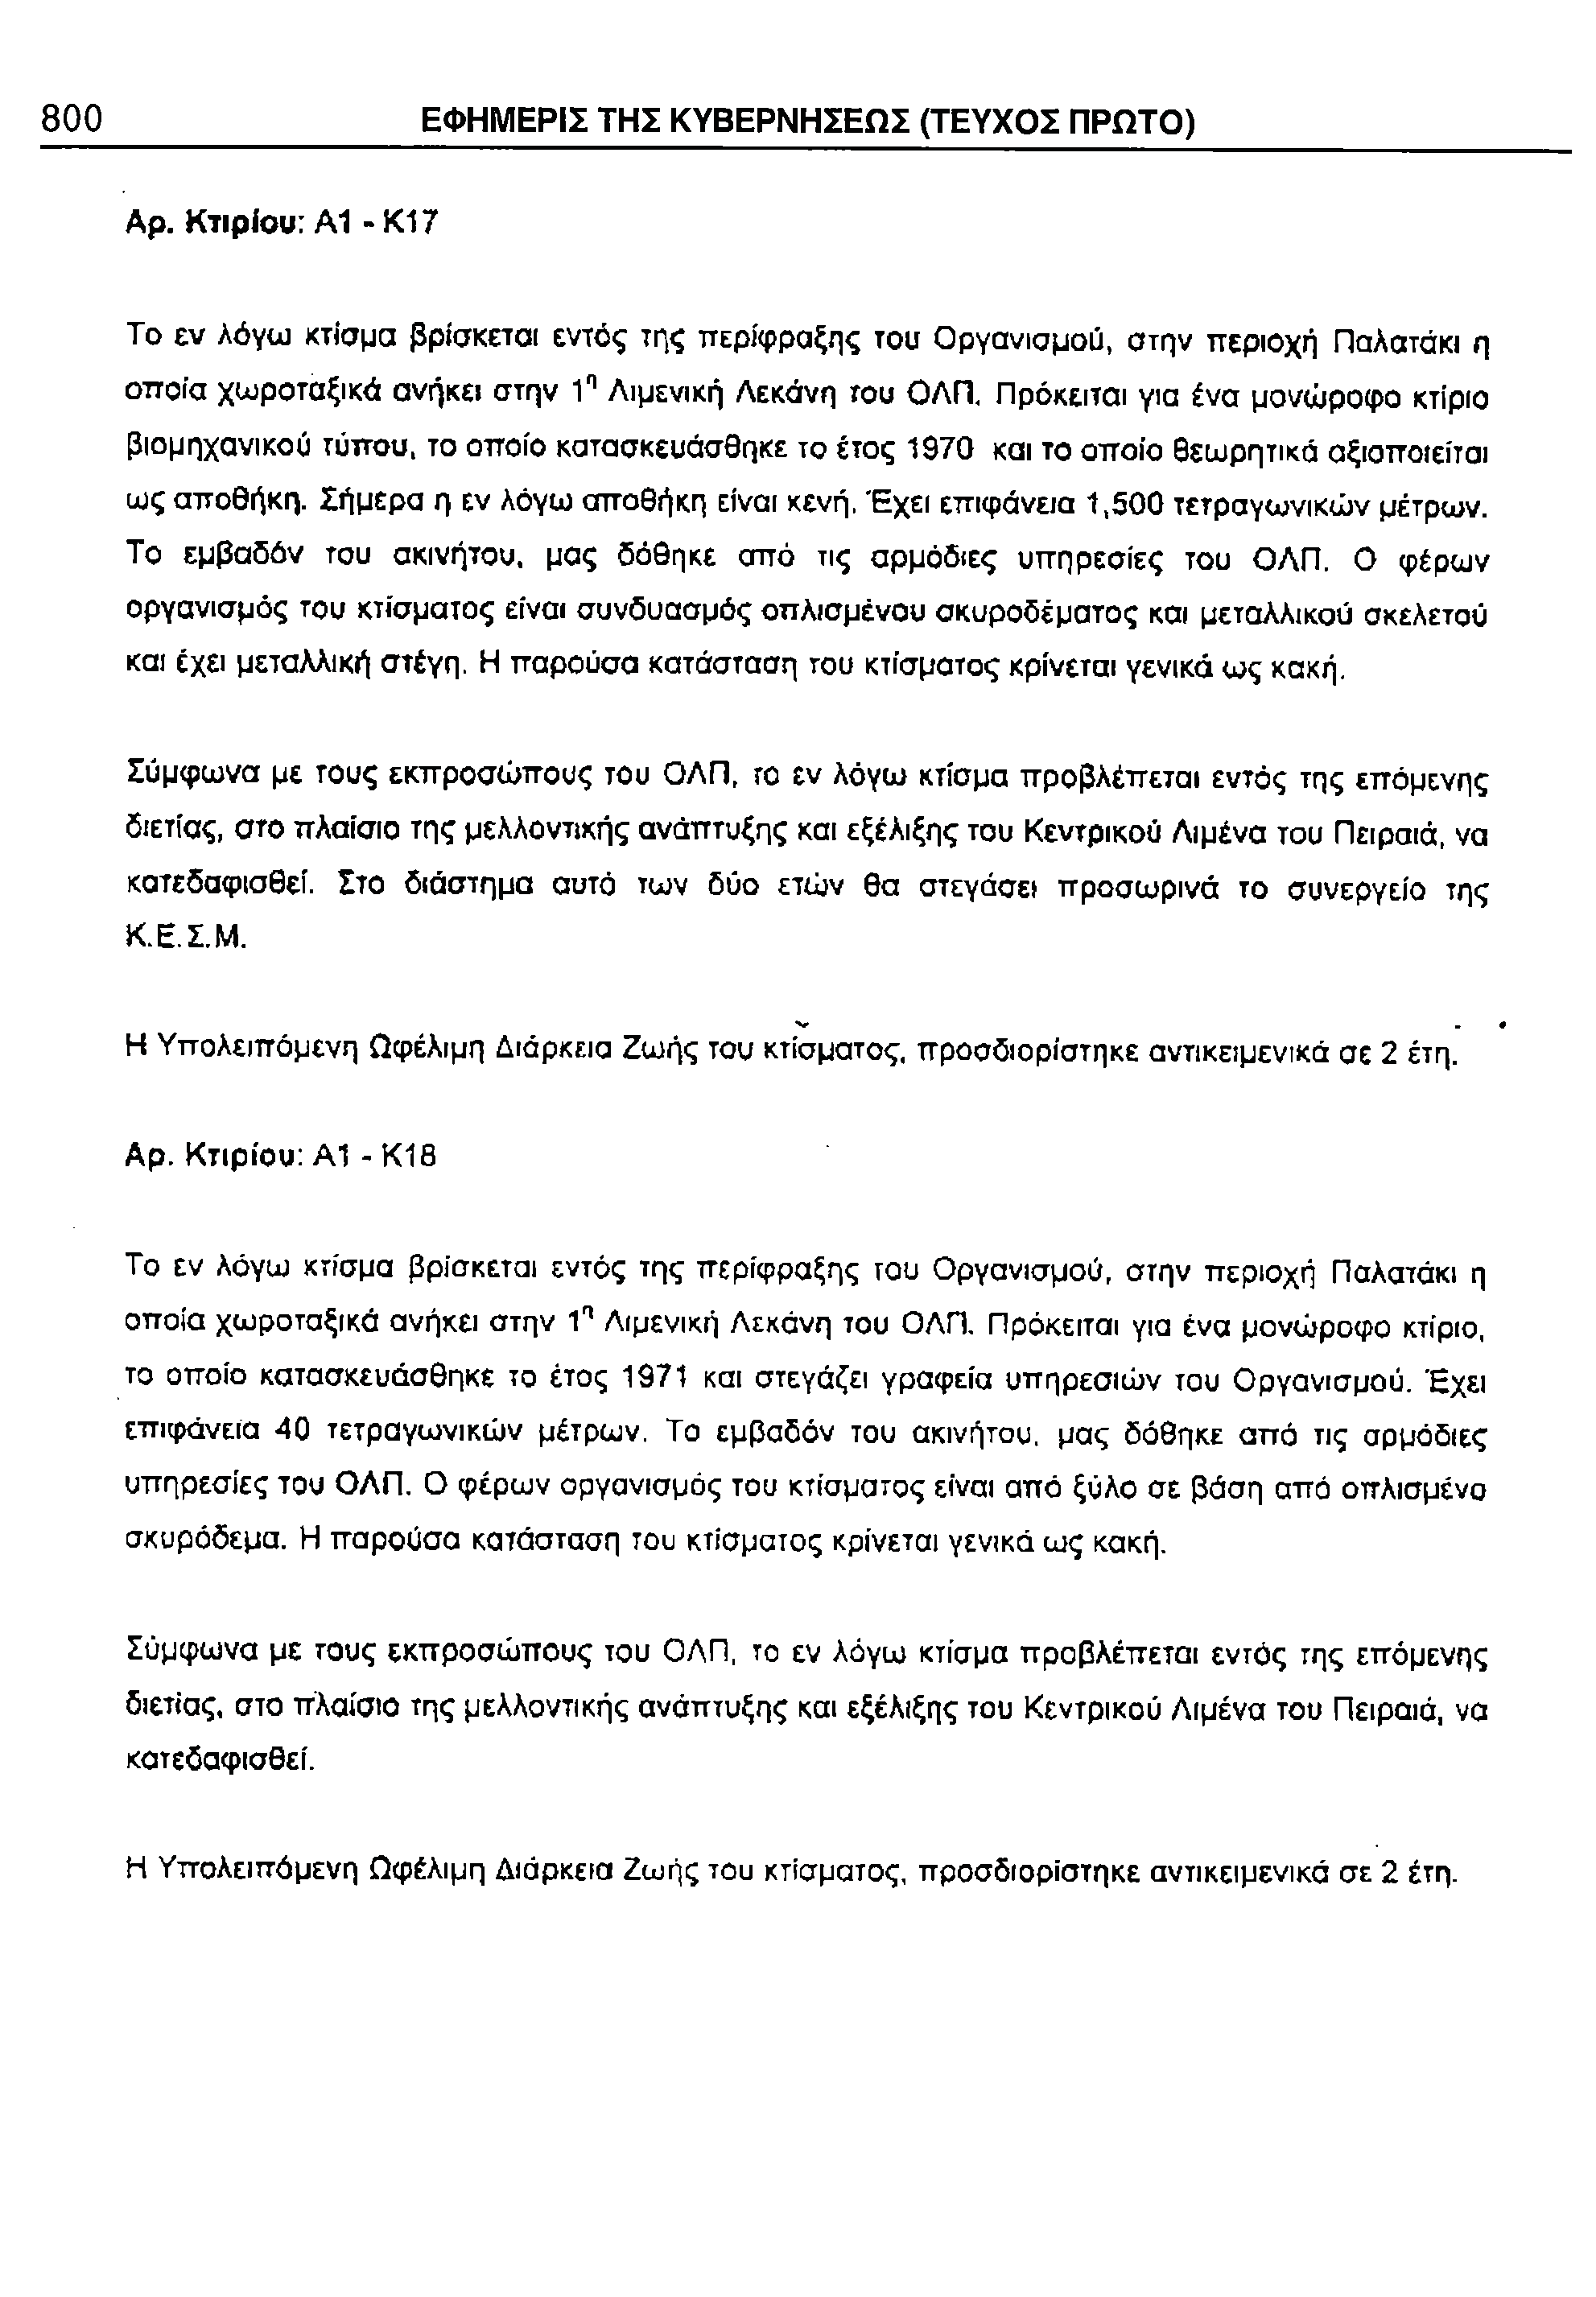 800
ΕΦΗΜΕΡΙΣ ΤΗΣ ΚΥΒΕΡΝΗΣΕΩΣ (ΤΕΥΧΟΣ ΠΡΩΤΟ)
Αρ. Κτιρίου: Α1 - Κ17
Το εν λόγω κτίσμα βρίσκεται εντός της περίφραξης του Οργανισμού, στην περιοχή Παλατάκι η
οποία χωροταξικά ανήκει στην 1η Λιμενική Λεκάνη του ΟΛΠ. Πρόκειται για ένα μονώροφο κτίριο
βιομηχανικού τύπου, το οποίο κατασκευάσθηκε το έτος 1970 και το οποίο θεωρητικά αξιοποιείται
ως αποθήκη. Σήμερα η εν λόγω αποθήκη είναι κενή. Έχει επιφάνεια 1,500 τετραγωνικών μέτρων.
Το εμβαδόν του ακινήτου, μας δόθηκε από τις αρμόδιες υπηρεσίες του ΟΛΠ. Ο φέρων
οργανισμός του κτίσματος είναι συνδυασμός οπλισμένου σκυροδέματος και μεταλλικού σκελετού
και έχει μεταλλική στέγη. Η παρούσα κατάσταση του κτίσματος κρίνεται γενικά ως κακή.
Σύμφωνα με τους εκπροσώπους του ΟΛΠ, το εν λόγω κτίσμα προβλέπεται εντός της επόμενης
διετίας, στο πλαίσιο της μελλοντικής ανάπτυξης και εξέλιξης του Κεντρικού Λιμένα του Πειραιά, να
κατεδαφισθεί. Στο διάστημα αυτό των δύο ετών θα στεγάσει προσωρινά το συνεργείο της
Κ.Ε.Σ.Μ.
Η Υπολειπόμενη Ωφέλιμη Διάρκεια Ζωής του κτίσματος, προσδιορίστηκε αντικειμενικά σε 2 έτη.
Αρ. Κτιρίου: Α1 - Κ18
Το εν λόγω κτίσμα βρίσκεται εντός της περίφραξης του Οργανισμού, στην περιοχή Παλατάκι η
οποία χωροταξικά ανήκει στην 1η Λιμενική Λεκάνη του ΟΛΠ. Πρόκειται για ένα μονώροφο κτίριο,
το οποίο κατασκευάσθηκε το έτος 1971 και στεγάζει γραφεία υπηρεσιών του Οργανισμού. Έχει
επιφάνεια 40 τετραγωνικών μέτρων. Το εμβαδόν του ακινήτου, μας δόθηκε από τις αρμόδιες
υπηρεσίες του ΟΛΠ. Ο φέρων οργανισμός του κτίσματος είναι από ξύλο σε βάση από οπλισμένο
σκυρόδεμα. Η παρούσα κατάσταση του κτίσματος κρίνεται γενικά ως κακή.
Σύμφωνα με τους εκπροσώπους του ΟΛΠ, το εν λόγω κτίσμα προβλέπεται εντός της επόμενης
διετίας, στο πλαίσιο της μελλοντικής ανάπτυξης και εξέλιξης του Κεντρικού Λιμένα του Πειραιά, να
κατεδαφισθεί.
Η Υπολειπόμενη Ωφέλιμη Διάρκεια Ζωής του κτίσματος, προσδιορίστηκε αντικειμενικά σε 2 έτη.